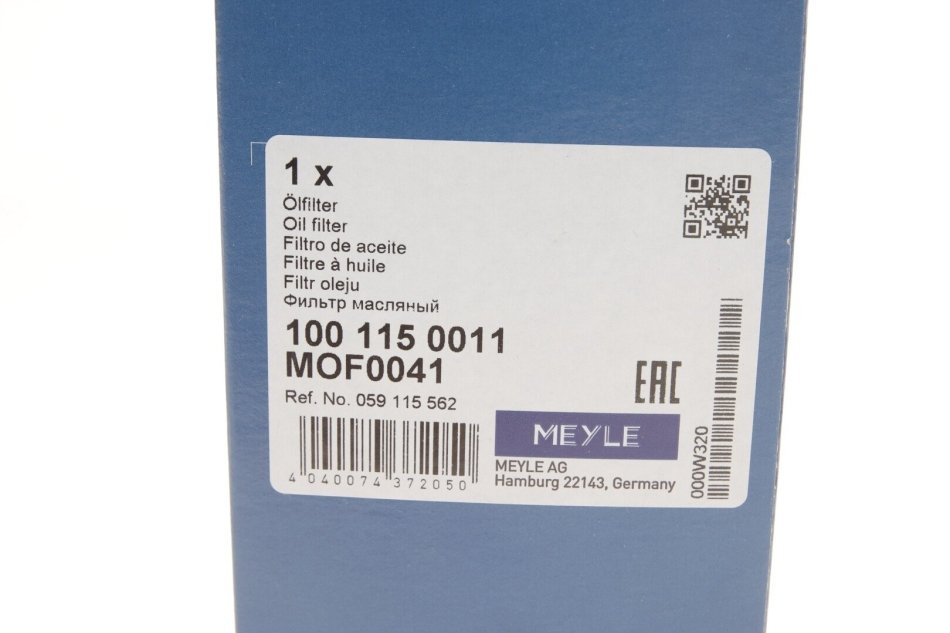 1 x
Ölfilter
Oil filter
Filtro de aceite
Filtre à huile
Filtr oleju
Фильтр масляный
100 115 0011
MOF0041
Ref. No. 059 115 562
4 040074 372050
EAC
MEYLE
MEYLE AG
Hamburg 22143, Germany
000W320